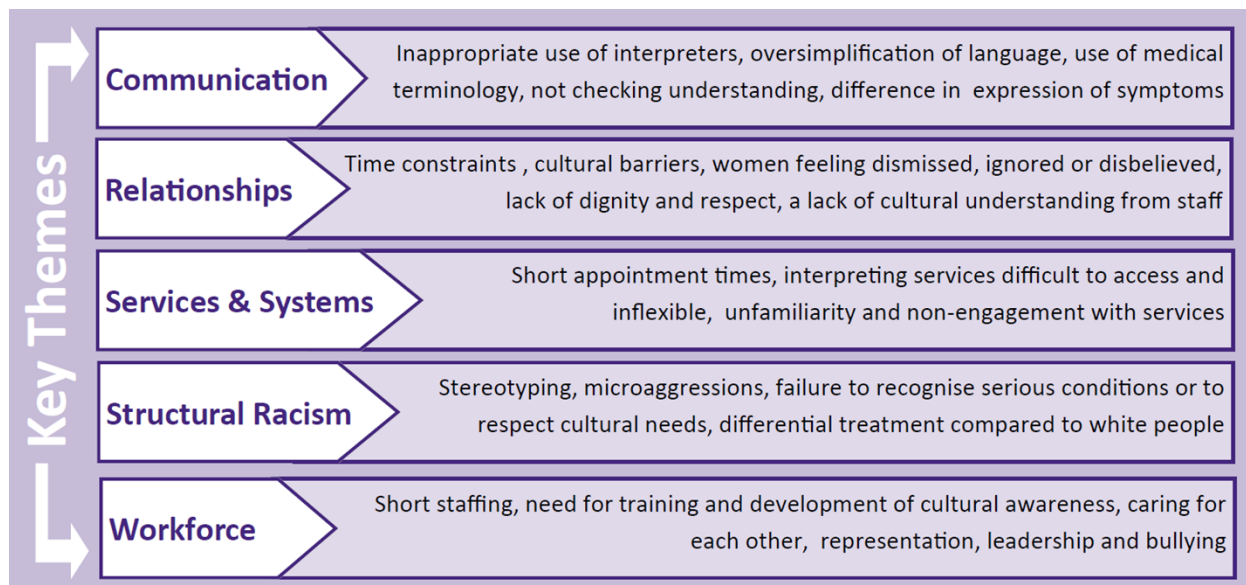 Key Themes
Communication
Inappropriate use of interpreters, oversimplification of language, use of medical
terminology, not checking understanding, difference in expression of symptoms
Relationships
Time constraints , cultural barriers, women feeling dismissed, ignored or disbelieved,
lack of dignity and respect, a lack of cultural understanding from staff
Services & Systems
Short appointment times, interpreting services difficult to access and
inflexible, unfamiliarity and non-engagement with services
Structural Racism
Stereotyping, microaggressions, failure to recognise serious conditions or to
respect cultural needs, differential treatment compared to white people
Workforce
Short staffing, need for training and development of cultural awareness, caring for
each other, representation, leadership and bullying